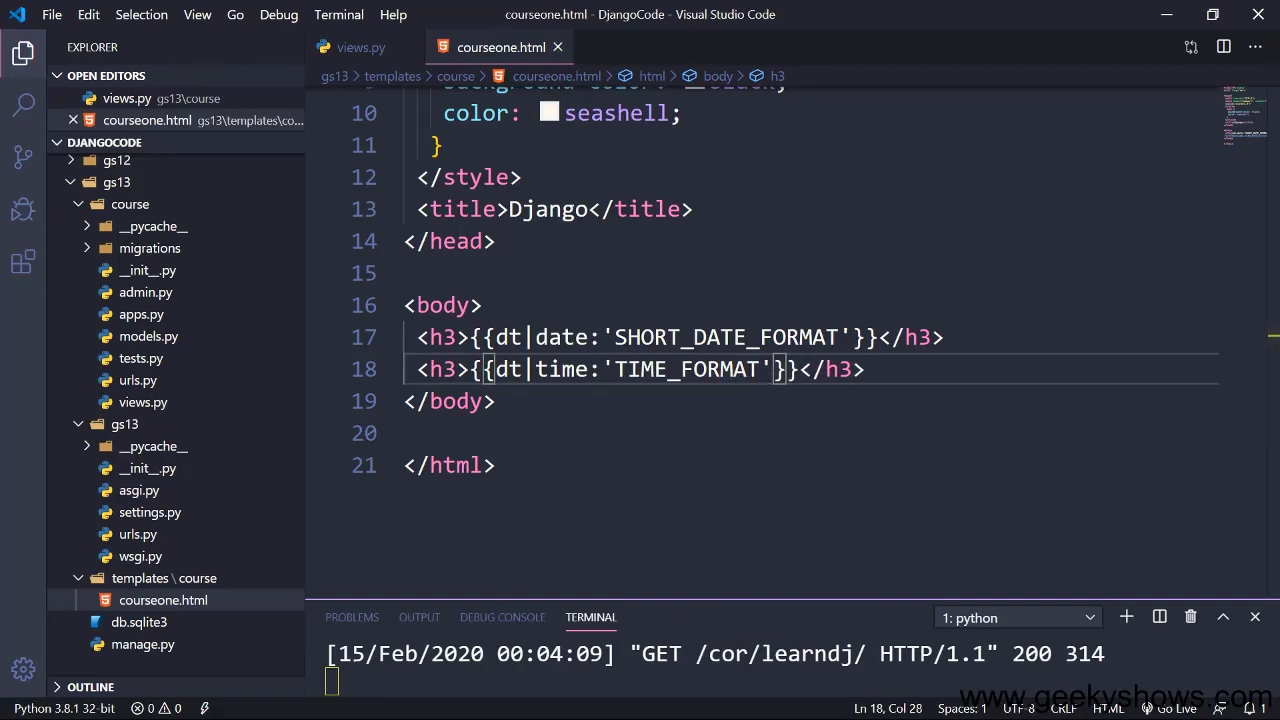 File Edit Selection View Go Debug Terminal Help courseone.html - DjangoCode - Visual Studio Code
EXPLORER
views.py
courseone.html
OPEN EDITORS
gs13 > templates > course > courseone.html > html > body > h3
views.py gs13\course
courseone.html gs13\templates\co...
DJANGOCODE
gs12
gs13
course
__pycache__
migrations
__init__.py
admin.py
apps.py
models.py
tests.py
urls.py
views.py
gs13
__pycache__
__init__.py
asgi.py
settings.py
urls.py
wsgi.py
templates \ course
courseone.html
db.sqlite3
manage.py
OUTLINE
10 color: seashell;
11 }
12 </style>
13 <title>Django</title>
14 </head>
15
16 <body>
17 <h3>{{dt|date:'SHORT_DATE_FORMAT'}}</h3>
18 <h3>{{dt|time:'TIME_FORMAT'}}</h3>
19 </body>
20
21 </html>
PROBLEMS OUTPUT DEBUG CONSOLE TERMINAL 1: python
[15/Feb/2020 00:04:09] "GET /cor/learndj/ HTTP/1.1" 200 314
www.geekyshows.com
Python 3.8.1 32-bit 0 0 Ln 18, Col 28 Spaces: 1 UTF-8 CRLF HTML Go Live 1